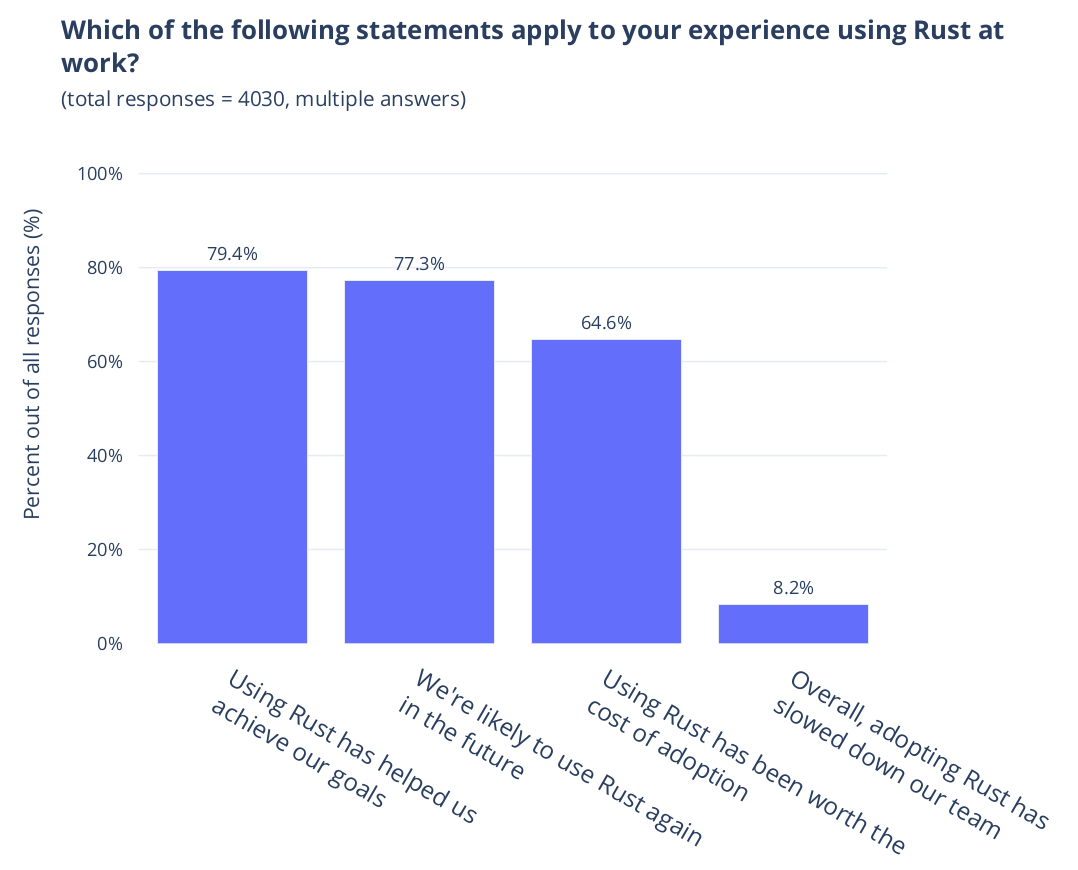 Which of the following statements apply to your experience using Rust at
work?
(total responses = 4030, multiple answers)
Percent out of all responses (%)
100%
80%
60%
40%
20%
0%
79.4%
77.3%
64.6%
8.2%
Using Rust has helped us
achieve our goals
We're likely to use Rust again
in the future
Using Rust has been worth the
cost of adoption
Overall, adopting Rust has
slowed down our team